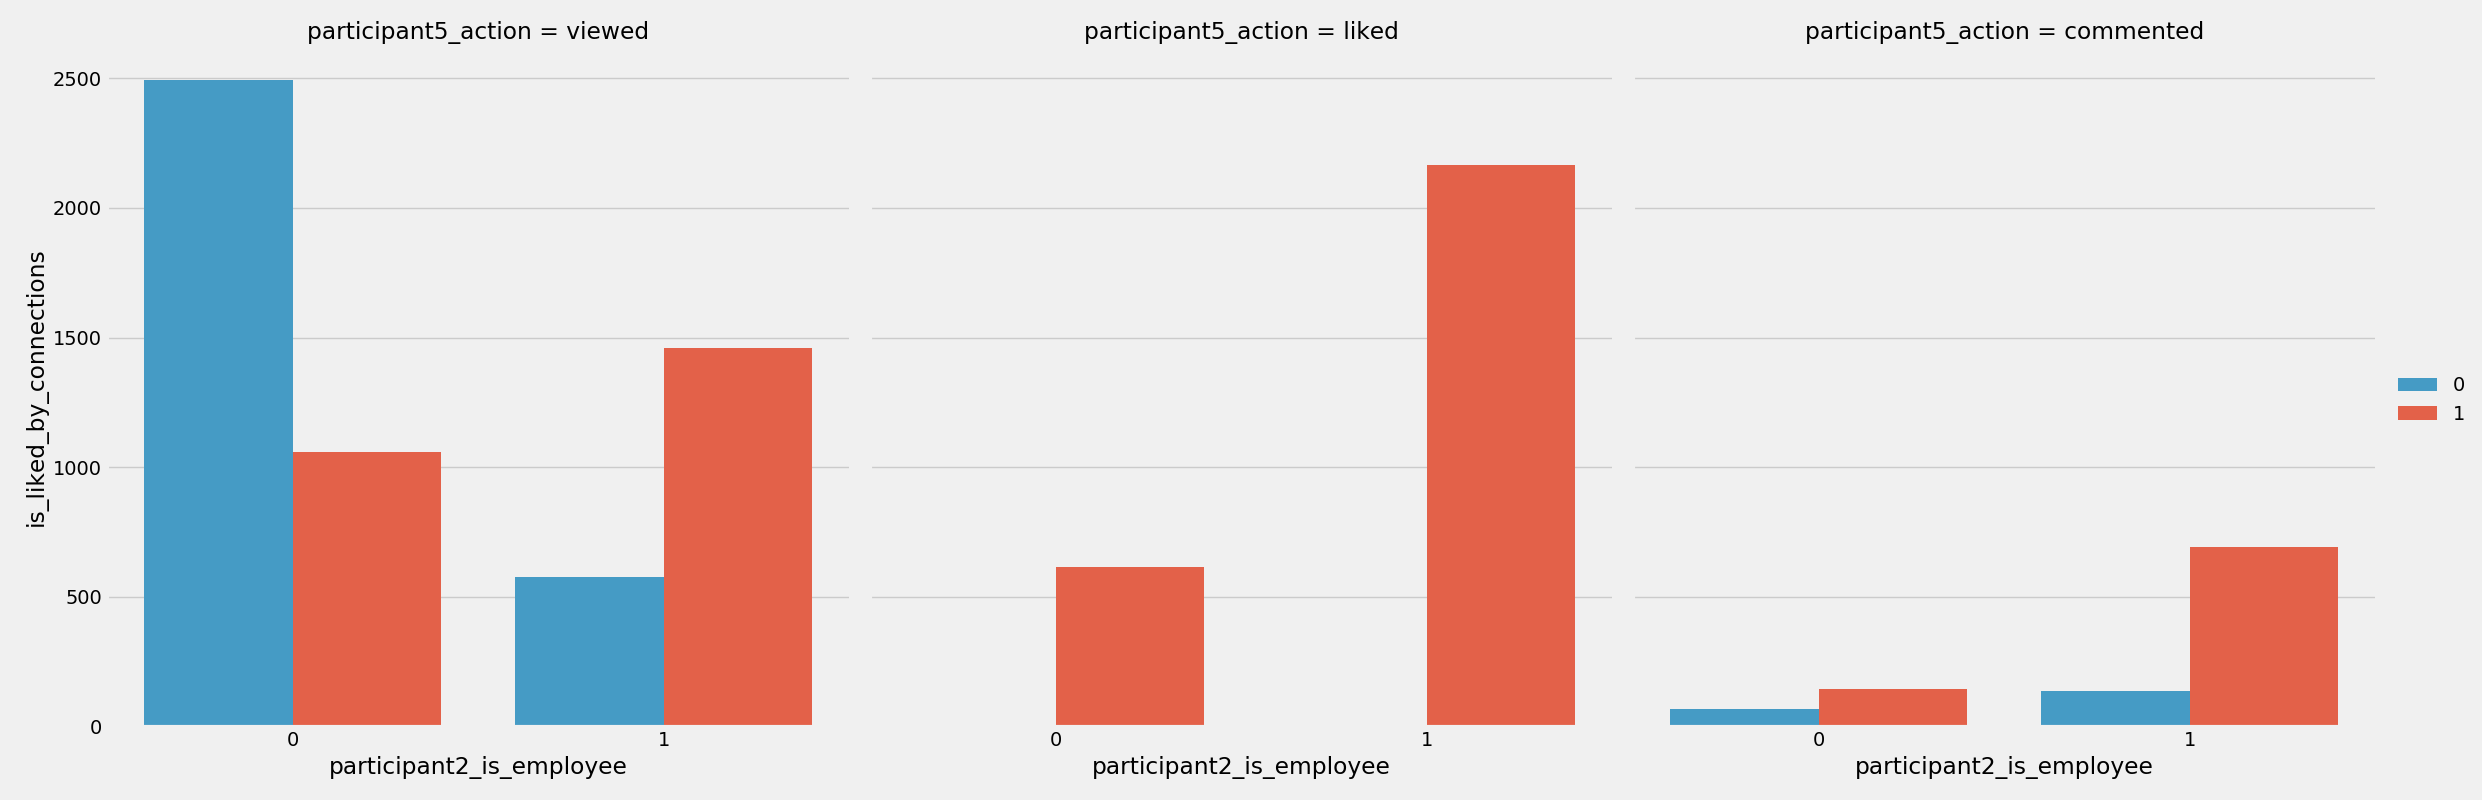 participant5_action = viewed
participant5_action = liked
participant5_action = commented
is_liked_by_connections
2500
2000
1500
1000
500
0
0 1
0 1
0 1
participant2_is_employee
participant2_is_employee
participant2_is_employee
0
1